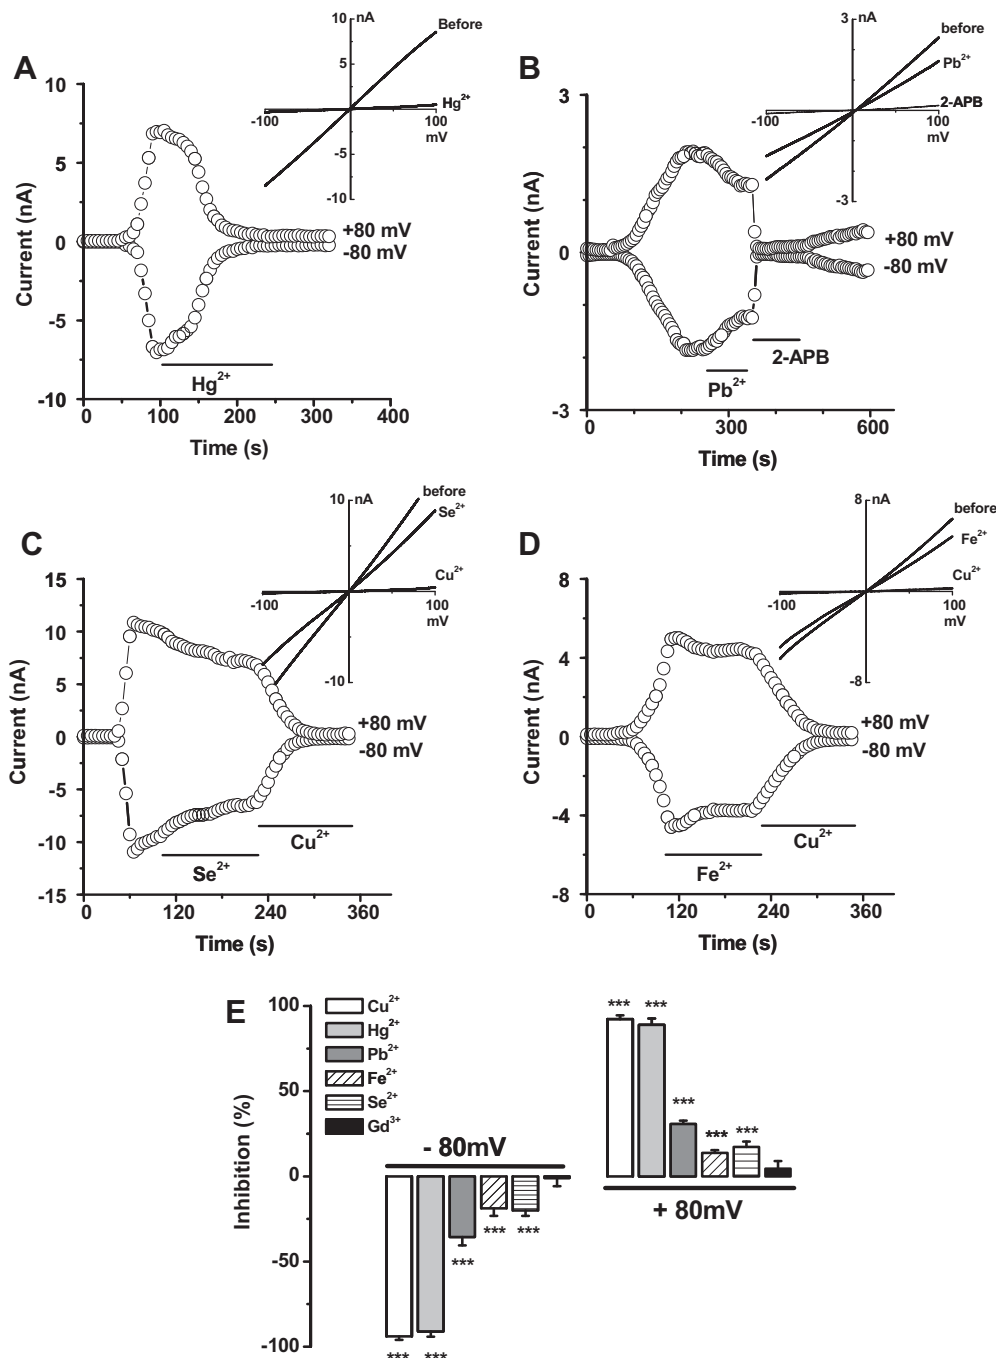 A
10
nA
Before
5
Hg2+
-100
100
mV
-5
-10
10
5
0
-5
-10
Current (nA)
+80 mV
-80 mV
Hg2+
0
100
200
300
400
Time (s)
B
3
nA
before
Pb2+
2-APB
-100
100
mV
-3
3
0
-3
Current (nA)
+80 mV
-80 mV
2-APB
Pb2+
0
300
600
Time (s)
C
10
nA
before
Se2+
Cu2+
-100
100
mV
-10
15
10
5
0
-5
-10
-15
Current (nA)
+80 mV
-80 mV
Cu2+
Se2+
0
120
240
360
Time (s)
D
8
nA
before
Fe2+
Cu2+
-100
100
mV
-8
8
4
0
-4
-8
Current (nA)
+80 mV
-80 mV
Cu2+
Fe2+
0
120
240
360
Time (s)
E
100
50
0
-50
-100
Inhibition (%)
Cu2+
Hg2+
Pb2+
Fe2+
Se2+
Gd3+
- 80mV
***
***
***
***
***
***
***
***
***
***
+ 80mV